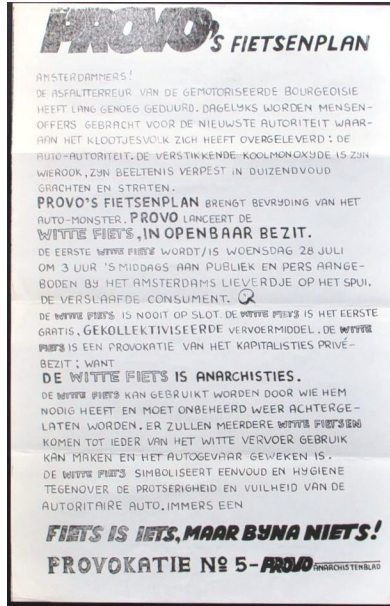 PROVO'S FIETSENPLAN
AMSTERDAMMERS!
DE ASFALTTERREUR VAN DE GEMOTORISEERDE BOURGEOISIE
HEEFT LANG GENOEG GEDUURD. DAGELYKS WORDEN MENSEN-
OFFERS GEBRACHT VOOR DE NIEUWSTE AUTORITEIT WAAR-
AAN HET KLOOTJESVOLK ZICH HEEFT OVERGELEVERD: DE
AUTO-AUTORITEIT. DE VERSTIKKENDE KOOLMONOXYDE IS ZYN
WIEROOK, ZYN BEELTENIS VERPEST IN DUIZENDVOUD
GRACHTEN EN STRATEN.
PROVO'S FIETSENPLAN BRENGT BEVRYDING VAN HET
AUTO-MONSTER. PROVO LANCEERT DE
WITTE FIETS, IN OPENBAAR BEZIT.
DE EERSTE WITTE FIETS WORDT/IS WOENSDAG 28 JULI
OM 3 UUR 'S MIDDAGS AAN PUBLIEK EN PERS AANGE-
BODEN BY HET AMSTERDAMS LIEVERDJE OP HET SPUI,
DE VERSLAAFDE CONSUMENT.
DE WITTE FIETS IS NOOIT OP SLOT. DE WITTE FIETS IS HET EERSTE
GRATIS, GEKOLLEKTIVISEERDE VERVOERMIDDEL. DE WITTE
FIETS IS EEN PROVOKATIE VAN HET KAPITALISTIES PRIVÉ-
BEZIT; WANT
DE WITTE FIETS IS ANARCHISTIES.
DE WITTE FIETS KAN GEBRUIKT WORDEN DOOR WIE HEM
NODIG HEEFT EN MOET ONBEHEERD WEER ACHTERGE-
LATEN WORDEN. ER ZULLEN MEERDERE WITTE FIETSEN
KOMEN TOT IEDER VAN HET WITTE VERVOER GEBRUIK
KAN MAKEN EN HET AUTOGEVAAR GEWEKEN IS.
DE WITTE FIETS SIMBOLISEERT EENVOUD EN HYGIENE
TEGENOVER DE PROTSERIGHEID EN VUILHEID VAN DE
AUTORITAIRE AUTO. IMMERS EEN
FIETS IS IETS, MAAR BYNA NIETS!
PROVOKATIE Nº 5 - PROVO ANARCHISTENBLAD